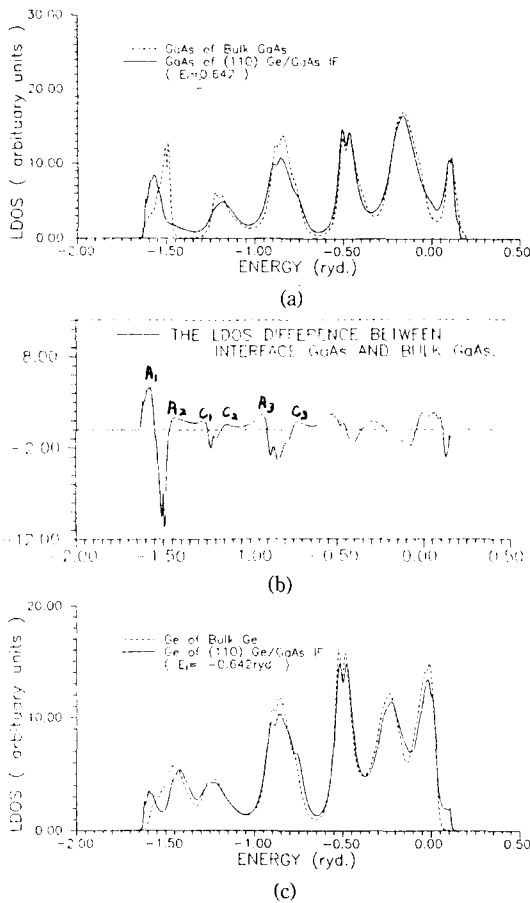 30.00
GaAs of Bulk GaAs
GaAs of (110) Ge/GaAs IF
( 0.642 )
20.00
10.00
0.00
LDOS ( arbituary units )
-2.00 -1.50 -1.00 -0.50 0.00 0.50
ENERGY (ryd.)
(a)
THE LDOS DIFFERENCE BETWEEN
INTERFACE GaAs AND BULK GaAs.
8.00
A1 A2 C1 C2 A3 C3
-2.00
-12.00
-2.00 -1.50 -1.00 -0.50 0.00 0.50
(b)
20.00
Ge of Bulk Ge
Ge of (110) Ge/GaAs IF
( -0.642ryd. )
10.00
0.00
LDOS ( arbituary units )
-2.00 -1.50 -1.00 -0.50 0.00 0.50
ENERGY (ryd.)
(c)